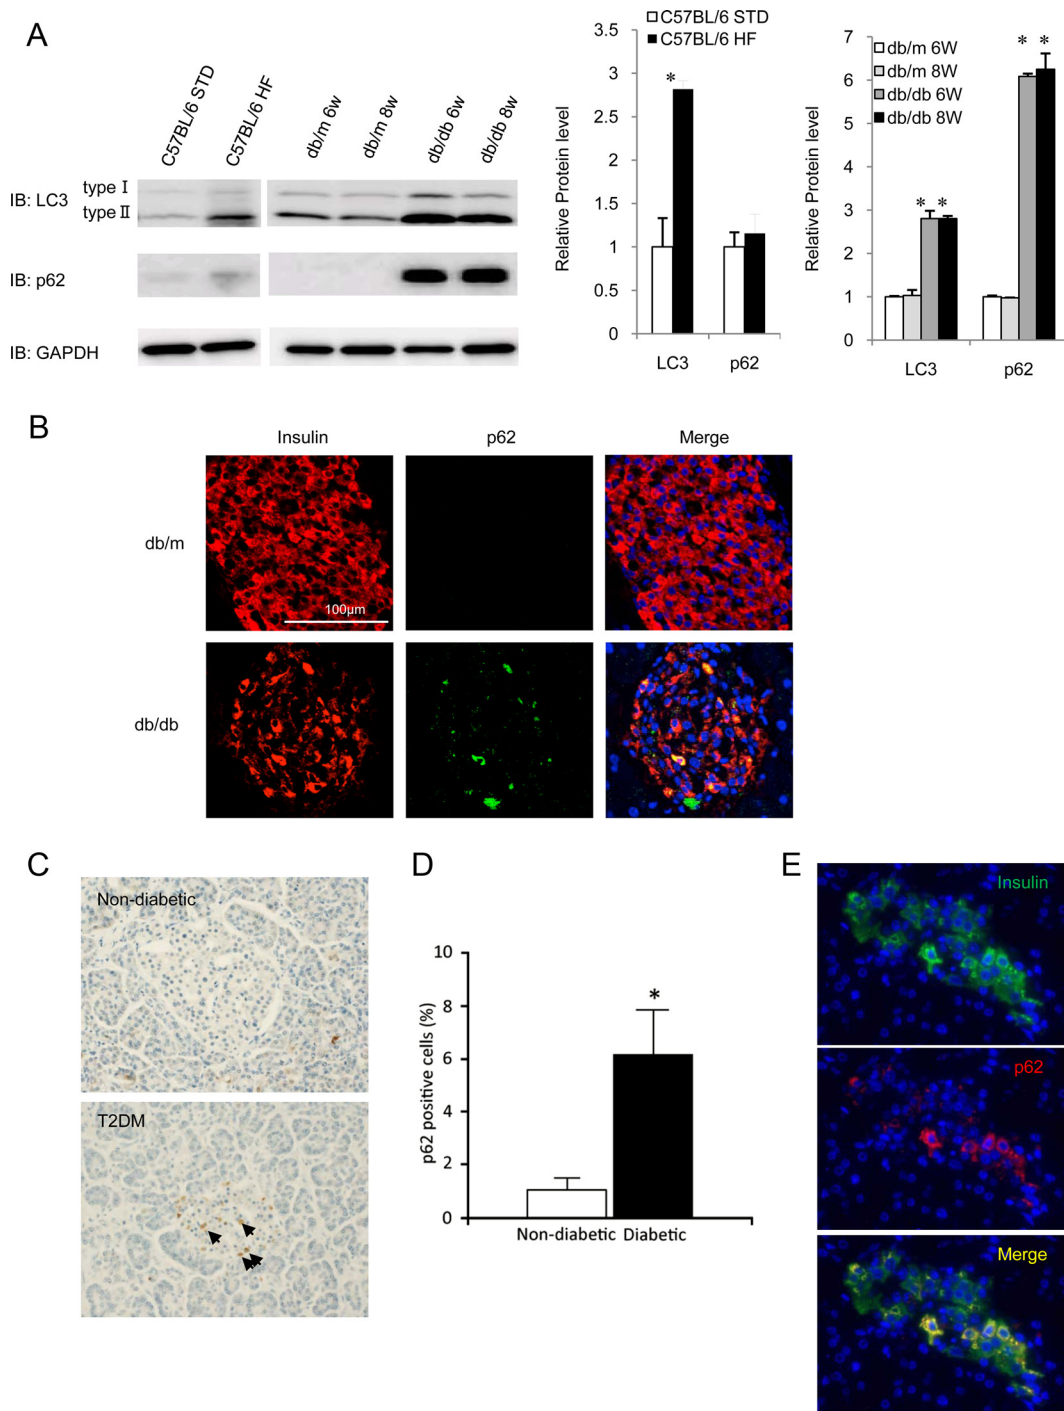 A
C57BL/6 STD
C57BL/6 HF
db/m 6w
db/m 8w
db/db 6w
db/db 8w
IB: LC3
type Ⅰ
type Ⅱ
IB: p62
IB: GAPDH
C57BL/6 STD
C57BL/6 HF
Relative Protein level
3.5
3
2.5
2
1.5
1
0.5
0
*
LC3
p62
db/m 6W
db/m 8W
db/db 6W
db/db 8W
Relative Protein level
7
6
5
4
3
2
1
0
* *
* *
LC3
p62
B
Insulin
p62
Merge
db/m
100μm
db/db
C
Non-diabetic
T2DM
D
p62 positive cells (%)
10
8
6
4
2
0
*
Non-diabetic Diabetic
E
Insulin
p62
Merge